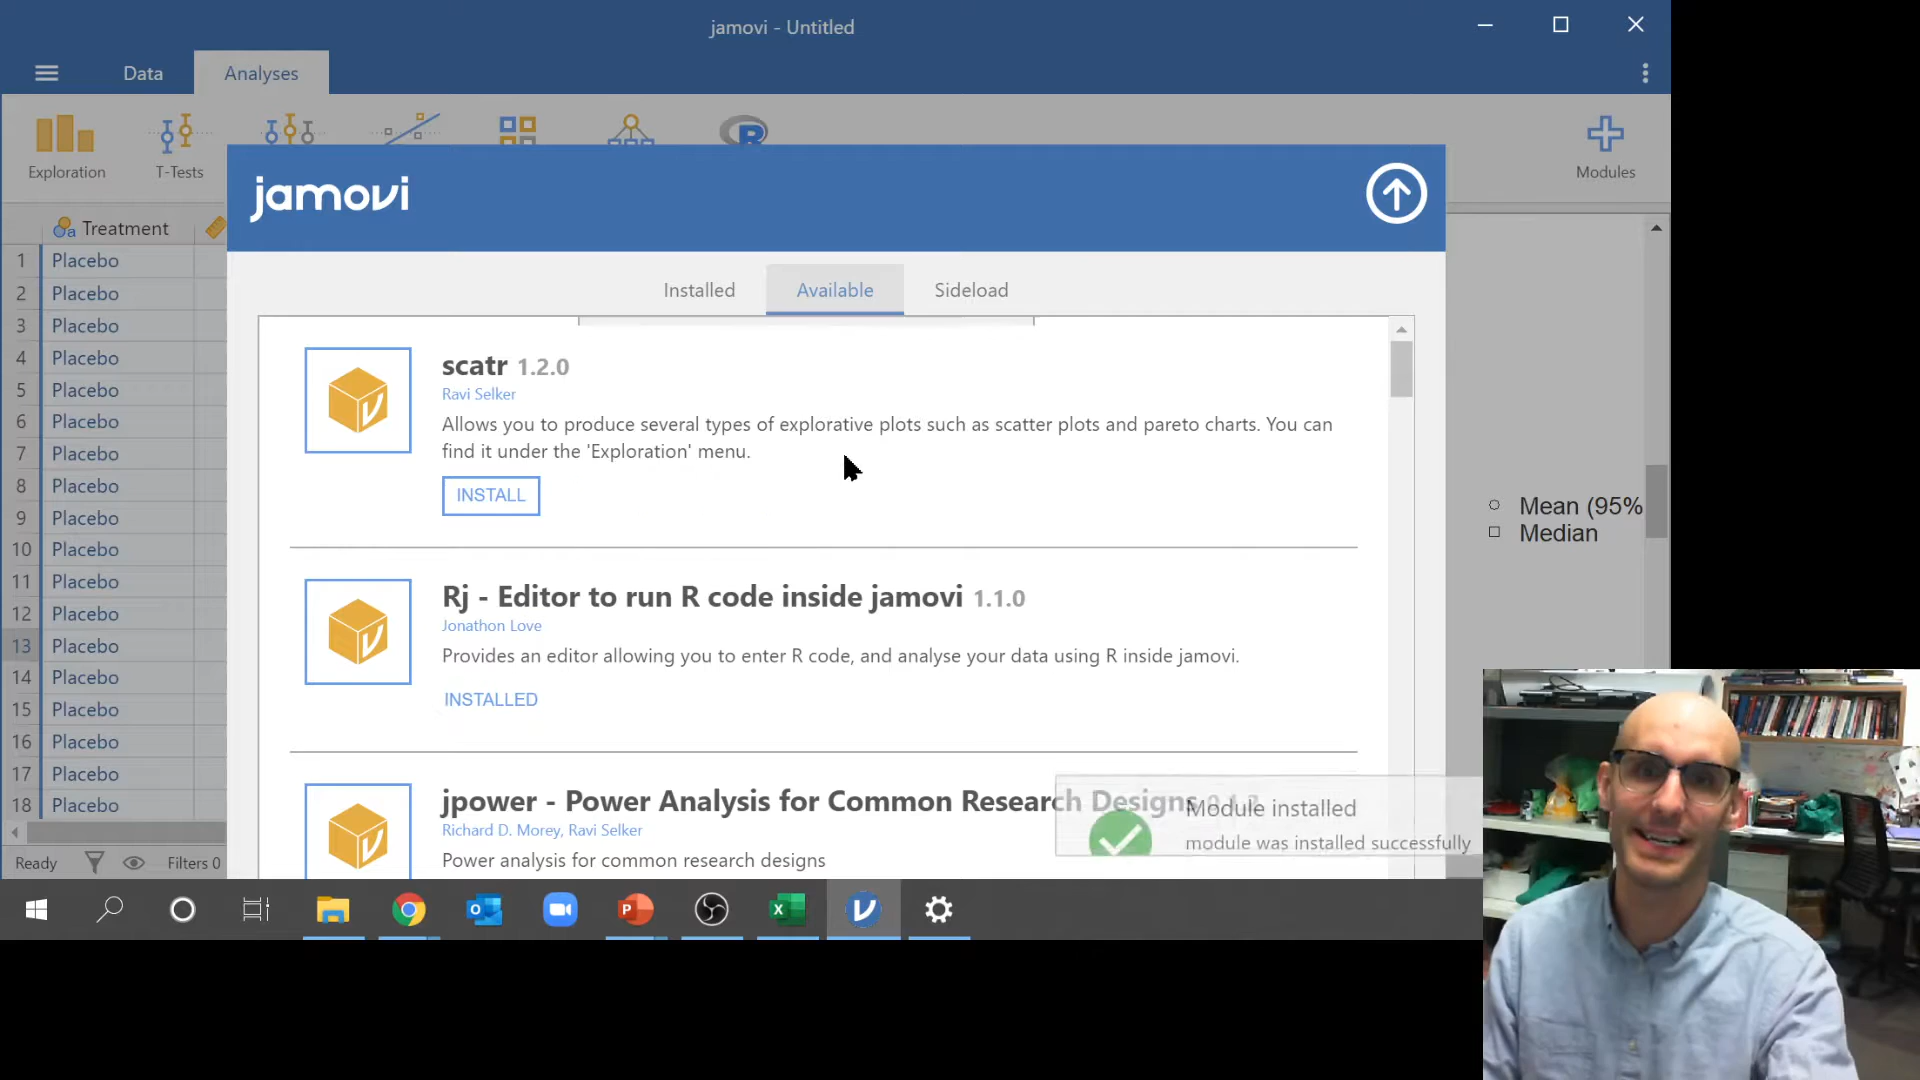 jamovi - Untitled
Data
Analyses
Exploration
T-Tests
R
Modules
Treatment
1 Placebo
2 Placebo
3 Placebo
4 Placebo
5 Placebo
6 Placebo
7 Placebo
8 Placebo
9 Placebo
10 Placebo
11 Placebo
12 Placebo
13 Placebo
14 Placebo
15 Placebo
16 Placebo
17 Placebo
18 Placebo
Ready
Filters 0
jamovi
Installed
Available
Sideload
scatr 1.2.0
Ravi Selker
Allows you to produce several types of explorative plots such as scatter plots and pareto charts. You can
find it under the 'Exploration' menu.
INSTALL
Rj - Editor to run R code inside jamovi 1.1.0
Jonathon Love
Provides an editor allowing you to enter R code, and analyse your data using R inside jamovi.
INSTALLED
jpower - Power Analysis for Common Research Designs
Richard D. Morey, Ravi Selker
Power analysis for common research designs
Module installed
module was installed successfully
Mean (95%
Median